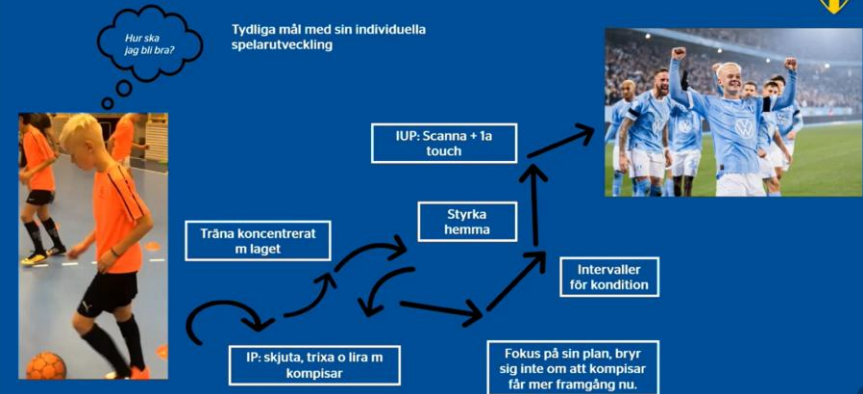 Hur ska
jag bli bra?
Tydliga mål med sin individuella
spelarutveckling
IUP: Scanna + 1a
touch
Styrka
hemma
Träna koncentrerat
m laget
Intervaller
för kondition
IP: skjuta, trixa o lira m
kompisar
Fokus på sin plan, bryr
sig inte om att kompisar
får mer framgång nu.